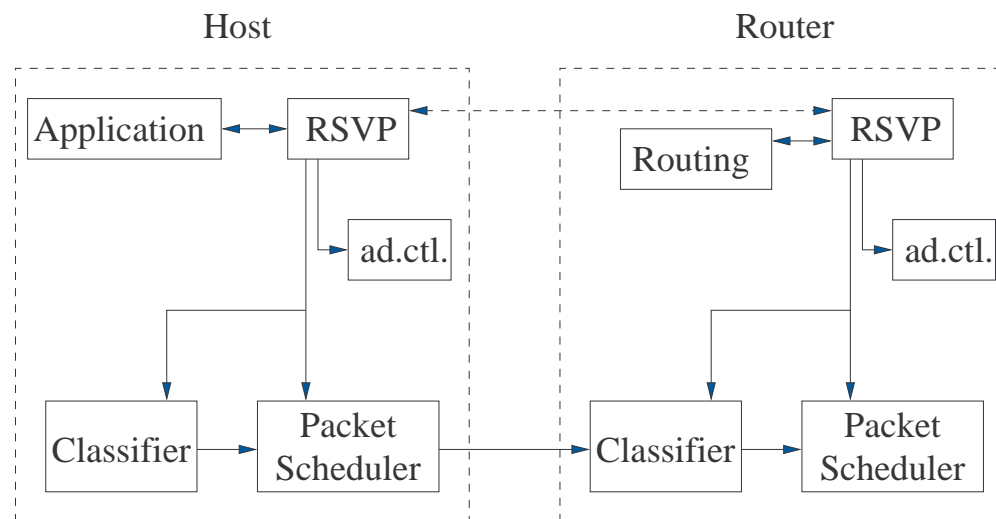 Host
Router
Application
RSVP
RSVP
Routing
ad.ctl.
ad.ctl.
Classifier
Packet
Scheduler
Classifier
Packet
Scheduler